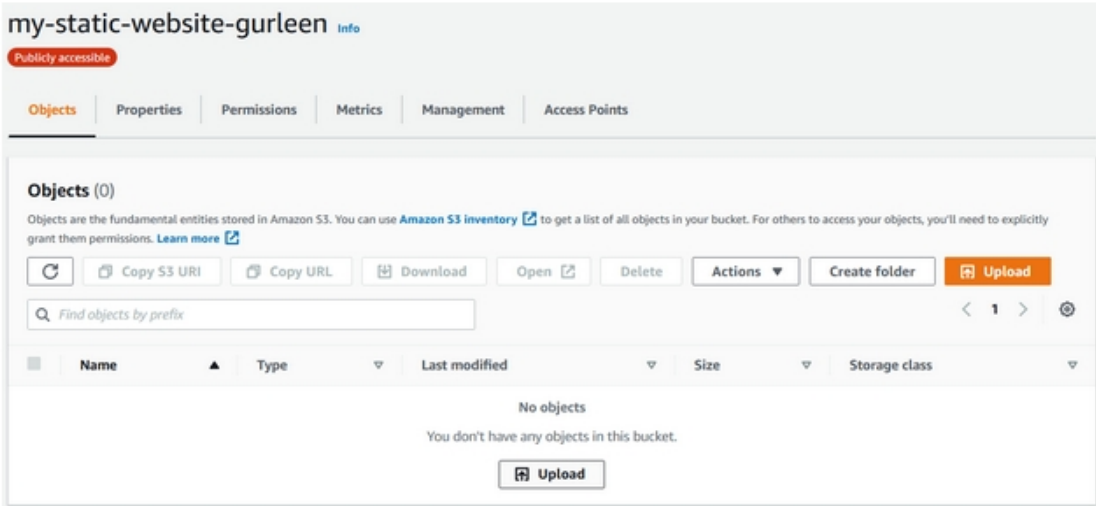 my-static-website-gurleen Info
Publicly accessible
Objects Properties Permissions Metrics Management Access Points
Objects (0)
Objects are the fundamental entities stored in Amazon S3. You can use Amazon S3 inventory to get a list of all objects in your bucket. For others to access your objects, you'll need to explicitly
grant them permissions. Learn more
Copy S3 URI Copy URL Download Open Delete Actions Create folder Upload
Find objects by prefix 1
Name Type Last modified Size Storage class
No objects
You don't have any objects in this bucket.
Upload